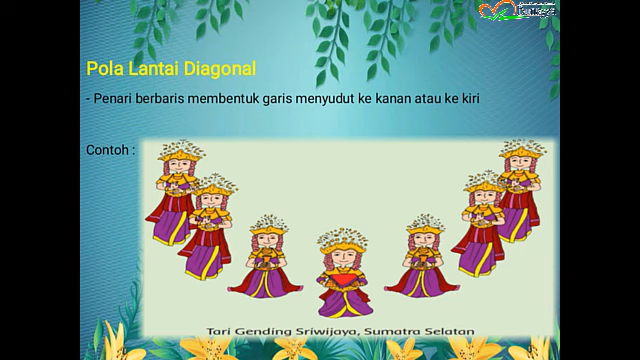 Pola Lantai Diagonal
- Penari berbaris membentuk garis menyudut ke kanan atau ke kiri
Contoh :
Tari Gending Sriwijaya, Sumatra Selatan